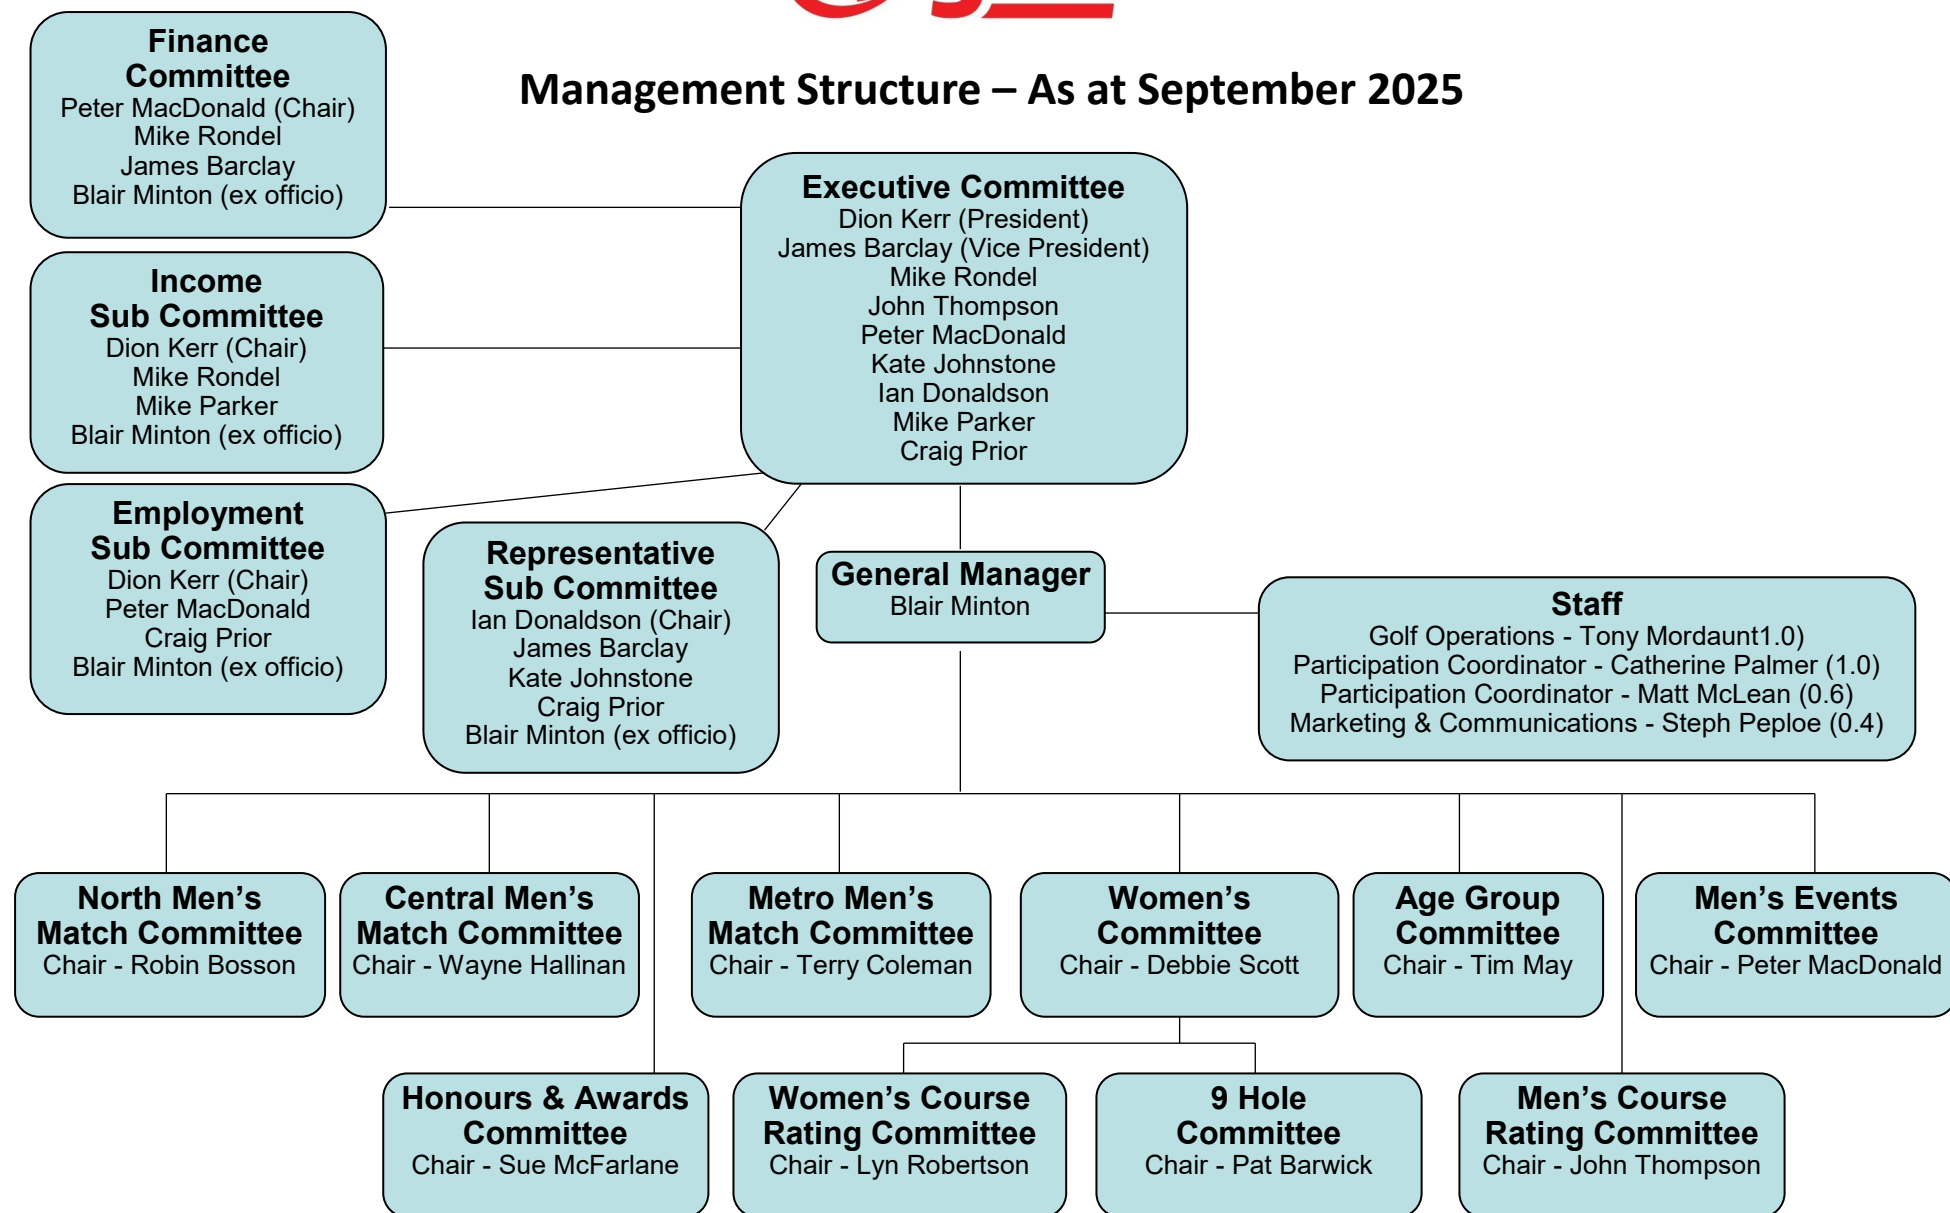 Management Structure – As at September 2025
Finance
Committee
Peter MacDonald (Chair)
Mike Rondel
James Barclay
Blair Minton (ex officio)
Income
Sub Committee
Dion Kerr (Chair)
Mike Rondel
Mike Parker
Blair Minton (ex officio)
Employment
Sub Committee
Dion Kerr (Chair)
Peter MacDonald
Craig Prior
Blair Minton (ex officio)
Executive Committee
Dion Kerr (President)
James Barclay (Vice President)
Mike Rondel
John Thompson
Peter MacDonald
Kate Johnstone
Ian Donaldson
Mike Parker
Craig Prior
Representative
Sub Committee
Ian Donaldson (Chair)
James Barclay
Kate Johnstone
Craig Prior
Blair Minton (ex officio)
General Manager
Blair Minton
Staff
Golf Operations - Tony Mordaunt1.0)
Participation Coordinator - Catherine Palmer (1.0)
Participation Coordinator - Matt McLean (0.6)
Marketing & Communications - Steph Peploe (0.4)
North Men’s
Match Committee
Chair - Robin Bosson
Central Men’s
Match Committee
Chair - Wayne Hallinan
Metro Men’s
Match Committee
Chair - Terry Coleman
Women’s
Committee
Chair - Debbie Scott
Age Group
Committee
Chair - Tim May
Men’s Events
Committee
Chair - Peter MacDonald
Honours & Awards
Committee
Chair - Sue McFarlane
Women’s Course
Rating Committee
Chair - Lyn Robertson
9 Hole
Committee
Chair - Pat Barwick
Men’s Course
Rating Committee
Chair - John Thompson